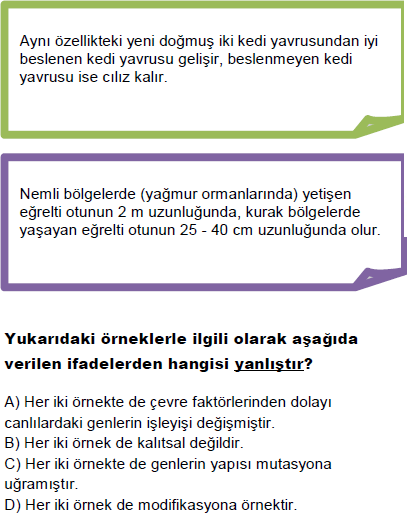 Aynı özellikteki yeni doğmuş iki kedi yavrusundan iyi
beslenen kedi yavrusu gelişir, beslenmeyen kedi
yavrusu ise cılız kalır.
Nemli bölgelerde (yağmur ormanlarında) yetişen
eğrelti otunun 2 m uzunluğunda, kurak bölgelerde
yaşayan eğrelti otunun 25 - 40 cm uzunluğunda olur.
Yukarıdaki örneklerle ilgili olarak aşağıda
verilen ifadelerden hangisi yanlıştır?
A) Her iki örnekte de çevre faktörlerinden dolayı
canlılardaki genlerin işleyişi değişmiştir.
B) Her iki örnek de kalıtsal değildir.
C) Her iki örnekte de genlerin yapısı mutasyona
uğramıştır.
D) Her iki örnek de modifikasyona örnektir.